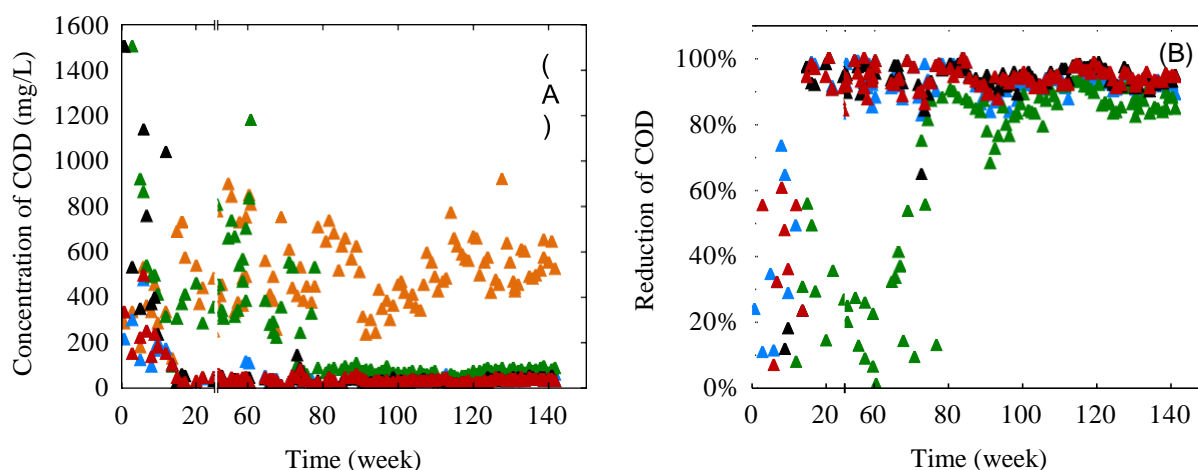 1600
1400
1200
1000
800
600
400
200
0
Concentration of COD (mg/L)
0 20 60 80 100 120 140
Time (week)
(
A
)
100%
80%
60%
40%
20%
0%
Reduction of COD
0 20 60 80 100 120 140
Time (week)
(B)